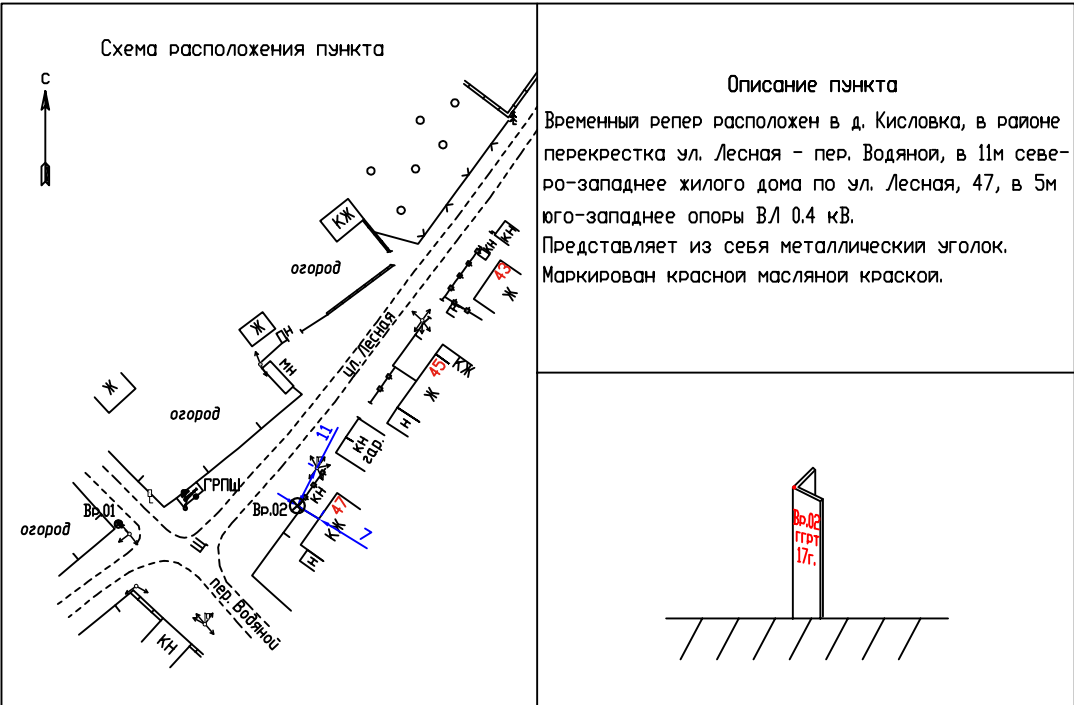 Схема расположения пункта
С
КЖ
огород
КН
КН
43
Ж
ГР
Ж
Н
МН
ул. Лесная
45
КЖ
Ж
Н
Ж
огород
КН
гар.
11
ГРПШ
Вр.01
огород
Вр.02
КН
47
КЖ
Н
7
пер. Водяной
КН
Описание пункта
Временный репер расположен в д. Кисловка, в районе
перекрестка ул. Лесная - пер. Водяной, в 11м севе-
ро-западнее жилого дома по ул. Лесная, 47, в 5м
юго-западнее опоры ВЛ 0.4 кВ.
Представляет из себя металлический уголок.
Маркирован красной масляной краской.
Вр.02
ГГРТ
17г.